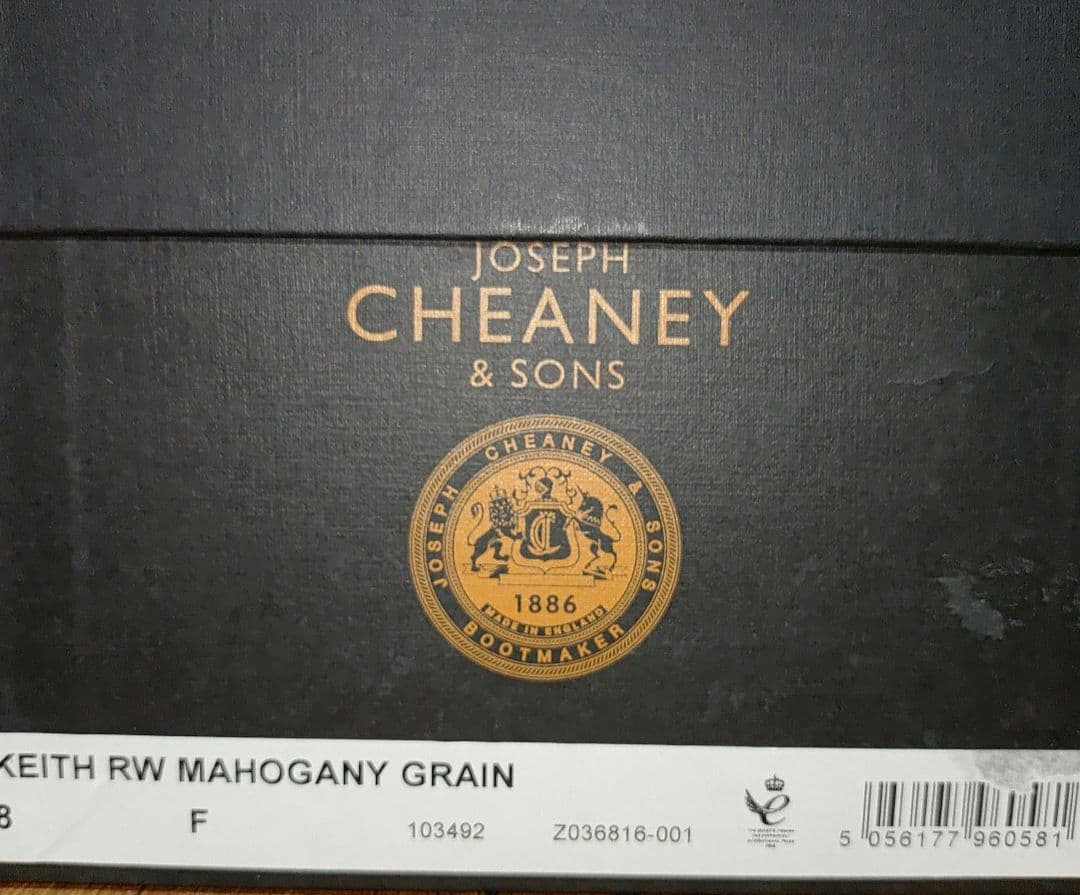 JOSEPH
CHEANEY
& SONS
JOSEPH CHEANEY & SONS
BOOTMAKER
CL
1886
MADE IN ENGLAND
KEITH RW MAHOGANY GRAIN
8 F 103492 Z036816-001 5 056177 960581